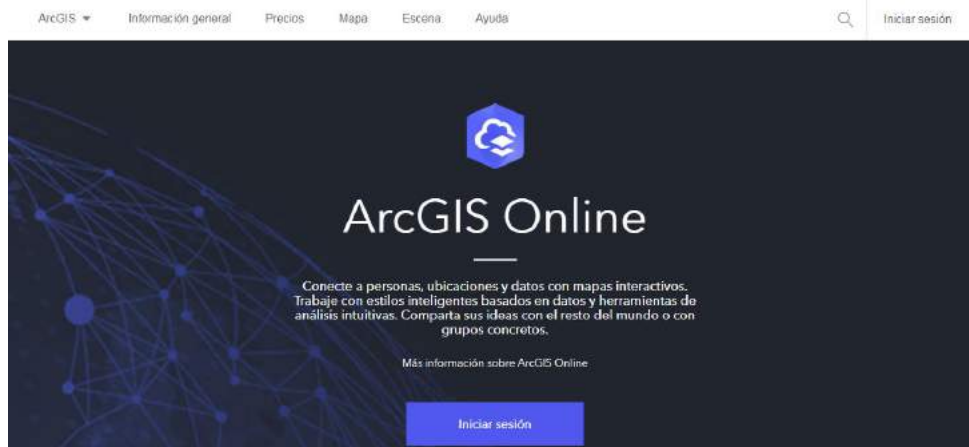 ArcGIS Información general Precios Mapa Escena Ayuda Iniciar sesión
ArcGIS Online
Conecte a personas, ubicaciones y datos con mapas interactivos.
Trabaje con estilos inteligentes basados en datos y herramientas de
análisis intuitivas. Comparta sus ideas con el resto del mundo o con
grupos concretos.
Más información sobre ArcGIS Online
Iniciar sesión